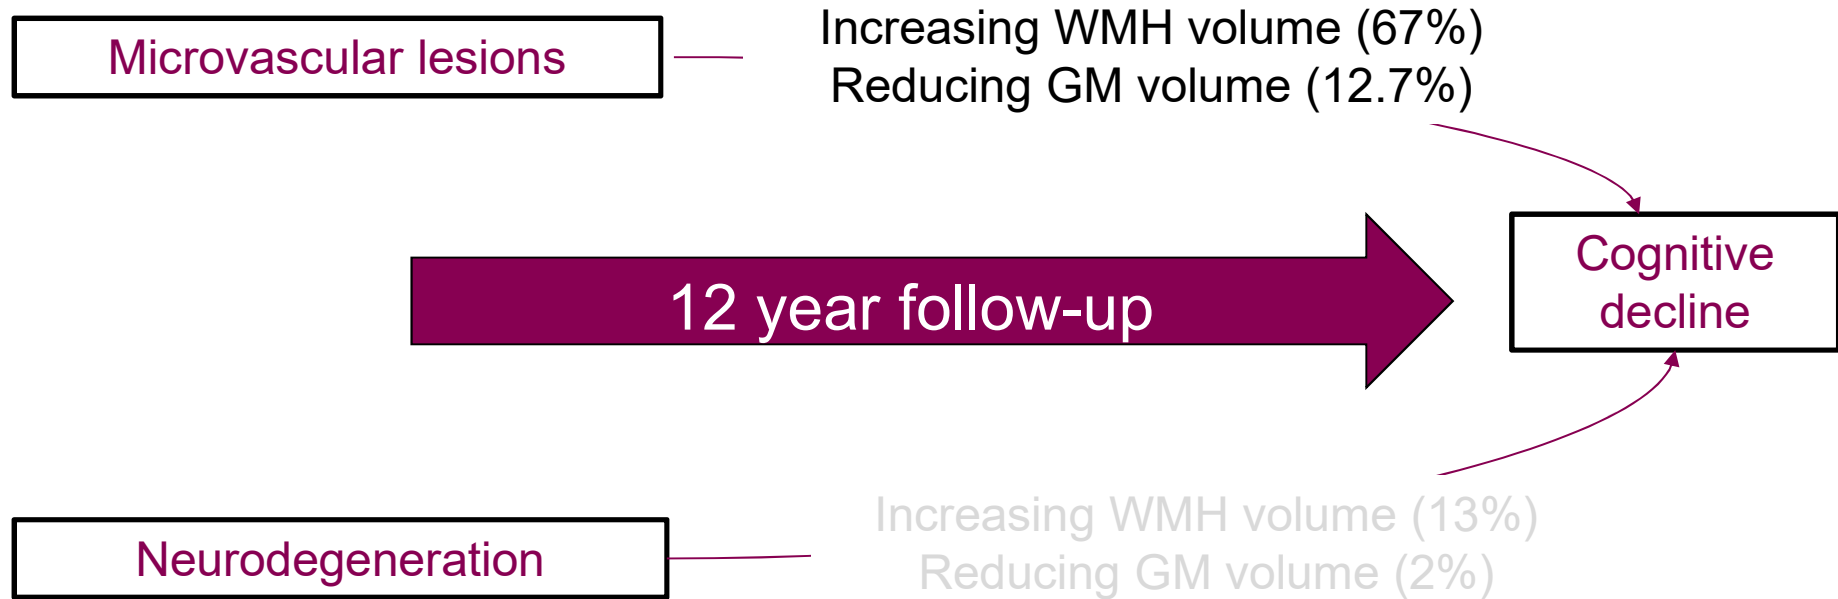 Microvascular lesions
Increasing WMH volume (67%)
Reducing GM volume (12.7%)
12 year follow-up
Cognitive
decline
Neurodegeneration
Increasing WMH volume (13%)
Reducing GM volume (2%)